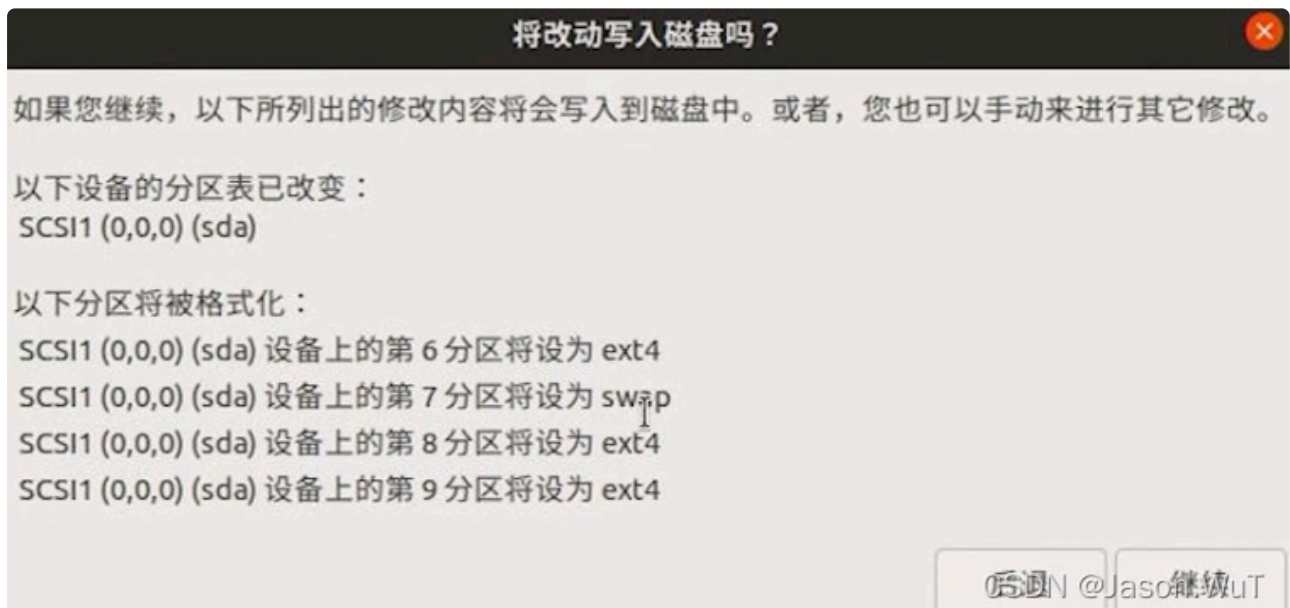 将改动写入磁盘吗？
如果您继续，以下所列出的修改内容将会写入到磁盘中。或者，您也可以手动来进行其它修改。
以下设备的分区表已改变：
SCSI1 (0,0,0) (sda)
以下分区将被格式化：
SCSI1 (0,0,0) (sda) 设备上的第 6 分区将设为 ext4
SCSI1 (0,0,0) (sda) 设备上的第 7 分区将设为 swap
SCSI1 (0,0,0) (sda) 设备上的第 8 分区将设为 ext4
SCSI1 (0,0,0) (sda) 设备上的第 9 分区将设为 ext4
后退 继续
CSDN @Jason.WuT